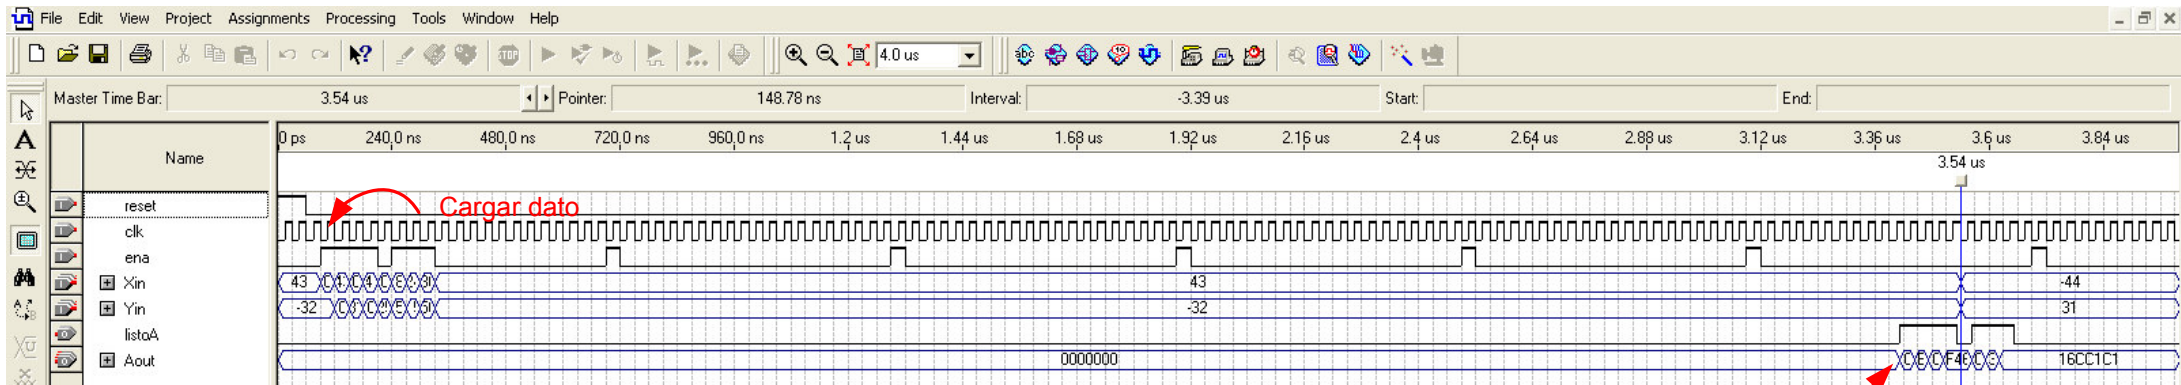 File Edit View Project Assignments Processing Tools Window Help
4.0 us
Master Time Bar: 3.54 us Pointer: 148.78 ns Interval: -3.39 us Start: End:
Name
0 ps 240.0 ns 480.0 ns 720.0 ns 960.0 ns 1.2 us 1.44 us 1.68 us 1.92 us 2.16 us 2.4 us 2.64 us 2.88 us 3.12 us 3.36 us 3.6 us 3.84 us
3.54 us
reset
Cargar dato
clk
ena
Xin 43 43 -44
Yin -32 -32 31
listoA
Aout 0000000 16CC1C1